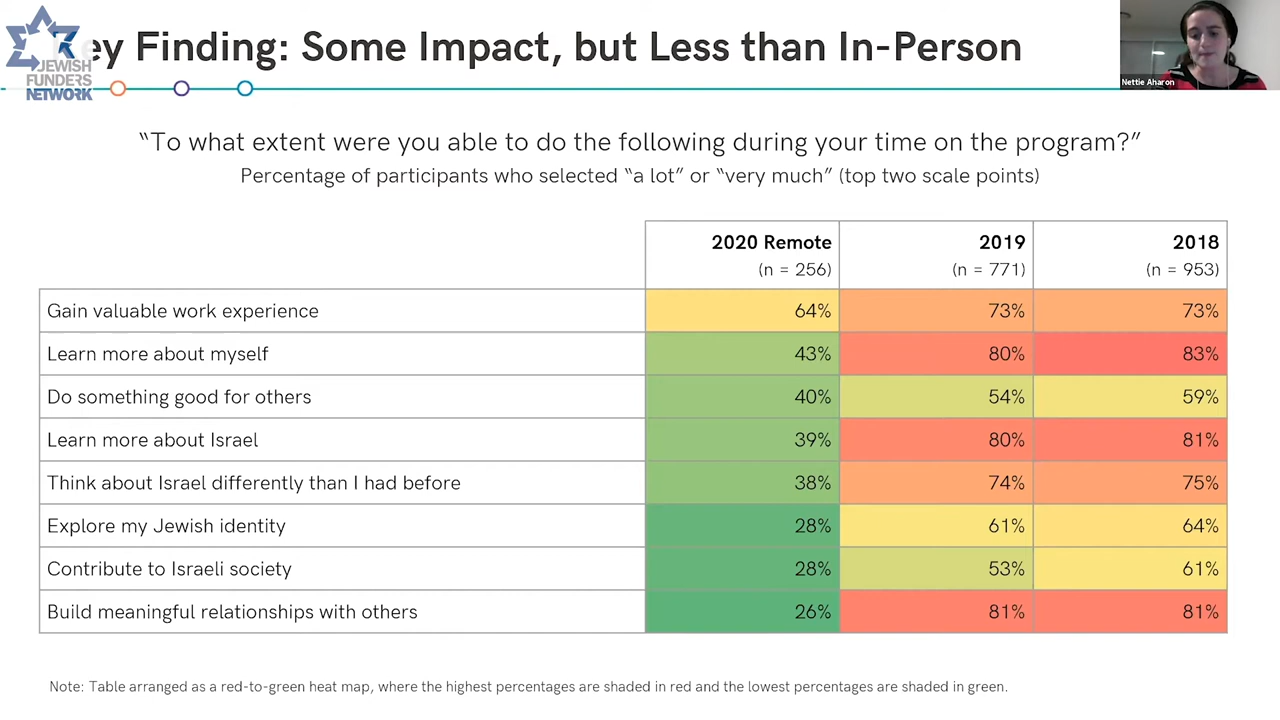 Key Finding: Some Impact, but Less than In-Person
JEWISH
FUNDERS
NETWORK
Nettie Aharon
“To what extent were you able to do the following during your time on the program?”
Percentage of participants who selected “a lot” or “very much” (top two scale points)
2020 Remote 2019 2018
(n = 256) (n = 771) (n = 953)
Gain valuable work experience 64% 73% 73%
Learn more about myself 43% 80% 83%
Do something good for others 40% 54% 59%
Learn more about Israel 39% 80% 81%
Think about Israel differently than I had before 38% 74% 75%
Explore my Jewish identity 28% 61% 64%
Contribute to Israeli society 28% 53% 61%
Build meaningful relationships with others 26% 81% 81%
Note: Table arranged as a red-to-green heat map, where the highest percentages are shaded in red and the lowest percentages are shaded in green.